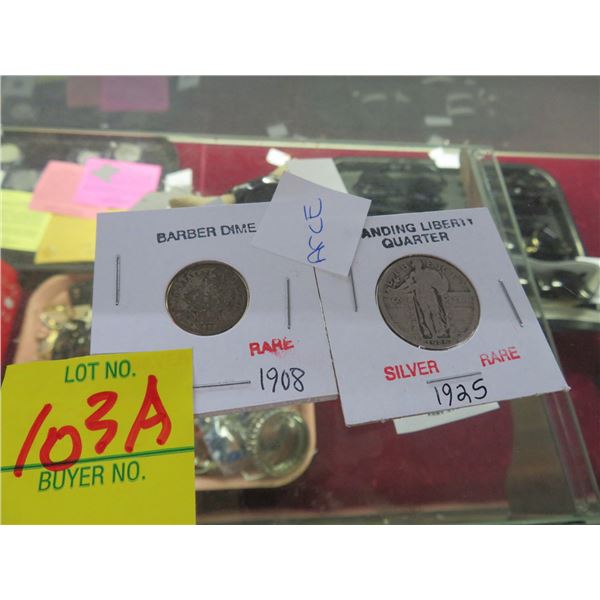 BARBER DIME
RARE
1908
ANDING LIBERTY
QUARTER
SILVER RARE
1925
LOT NO.
103A
BUYER NO.